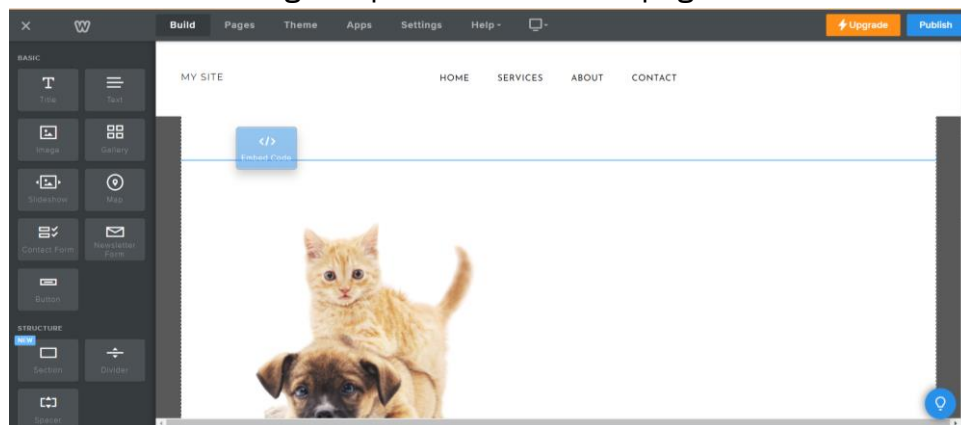 Build Pages Theme Apps Settings Help
Upgrade
Publish
BASIC
Title Text
Image Gallery
Slideshow Map
Contact Form Newsletter Form
Button
STRUCTURE
NEW
Section Divider
Spacer
MY SITE
HOME SERVICES ABOUT CONTACT
</>
Embed Code